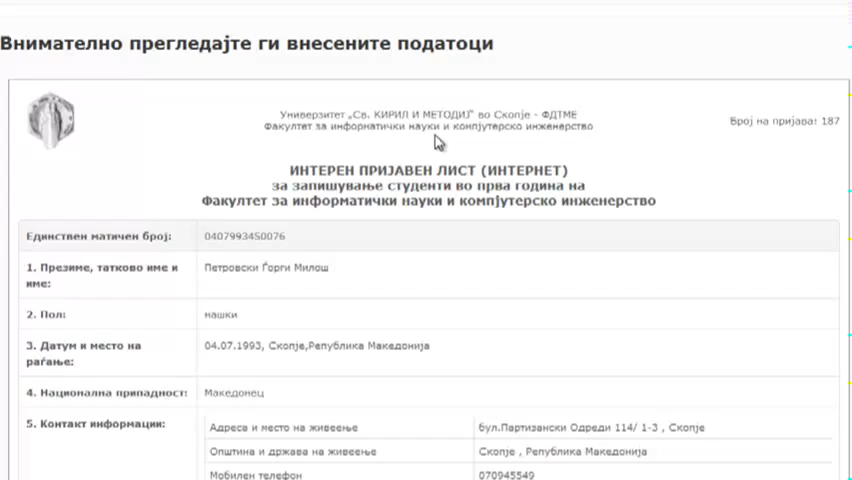 Внимателно прегледајте ги внесените податоци
Универзитет „Св. КИРИЛ И МЕТОДИЈ“ во Скопје - ФДТМЕ
Факултет за информатички науки и компјутерско инженерство
Број на пријава: 187
ИНТЕРЕН ПРИЈАВЕН ЛИСТ (ИНТЕРНЕТ)
за запишување студенти во прва година на
Факултет за информатички науки и компјутерско инженерство
Единствен матичен број: 0407993450076
1. Презиме, татково име и име: Петровски Ѓорги Милош
2. Пол: машки
3. Датум и место на раѓање: 04.07.1993, Скопје,Република Македонија
4. Национална припадност: Македонец
5. Контакт информации:
Адреса и место на живеење бул.Партизански Одреди 114/ 1-3 , Скопје
Општина и држава на живеење Скопје , Република Македонија
Мобилен телефон 070945549